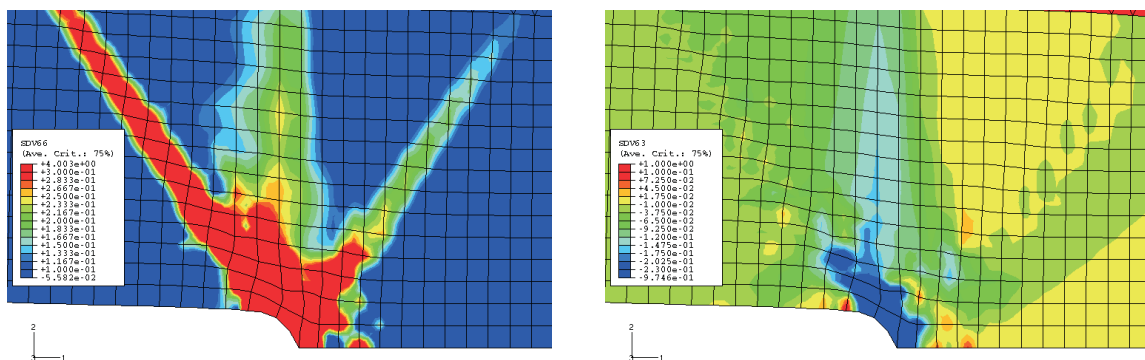 SDV66
(Ave. Crit.: 75%)
+4.003e+00
+3.000e-01
+2.833e-01
+2.667e-01
+2.500e-01
+2.333e-01
+2.167e-01
+2.000e-01
+1.833e-01
+1.667e-01
+1.500e-01
+1.333e-01
+1.167e-01
+1.000e-01
-5.582e-02
2
3
1
SDV63
(Ave. Crit.: 75%)
+1.000e+00
+1.000e-01
+7.250e-02
+4.500e-02
+1.750e-02
-1.000e-02
-3.750e-02
-6.500e-02
-9.250e-02
-1.200e-01
-1.475e-01
-1.750e-01
-2.025e-01
-2.300e-01
-9.746e-01
2
3
1